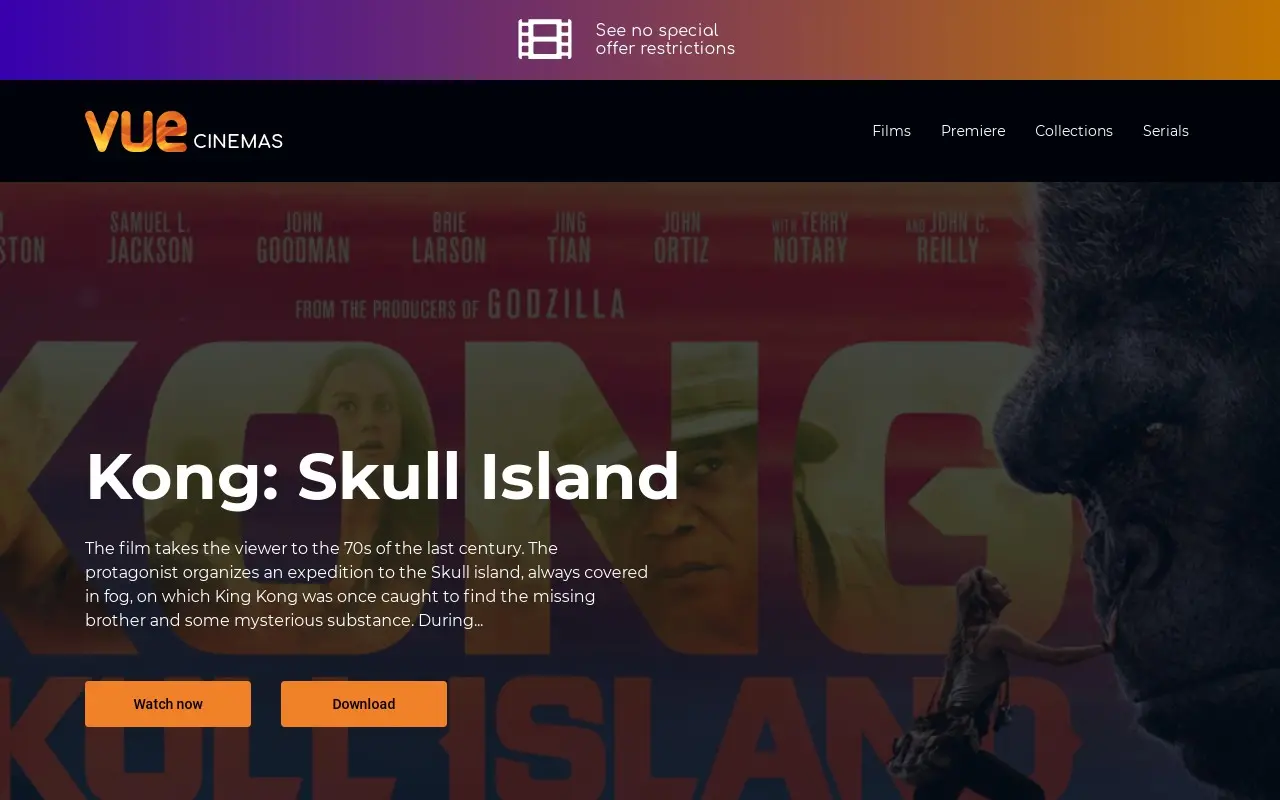 See no special
offer restrictions
vue CINEMAS
Films Premiere Collections Serials
STON SAMUEL L. JACKSON JOHN GOODMAN BRIE LARSON JING TIAN JOHN ORTIZ WITH TERRY NOTARY AND JOHN C. REILLY
FROM THE PRODUCERS OF GODZILLA
KONG
Kong: Skull Island
The film takes the viewer to the 70s of the last century. The
protagonist organizes an expedition to the Skull island, always covered
in fog, on which King Kong was once caught to find the missing
brother and some mysterious substance. During...
Watch now Download
SKULL ISLAND